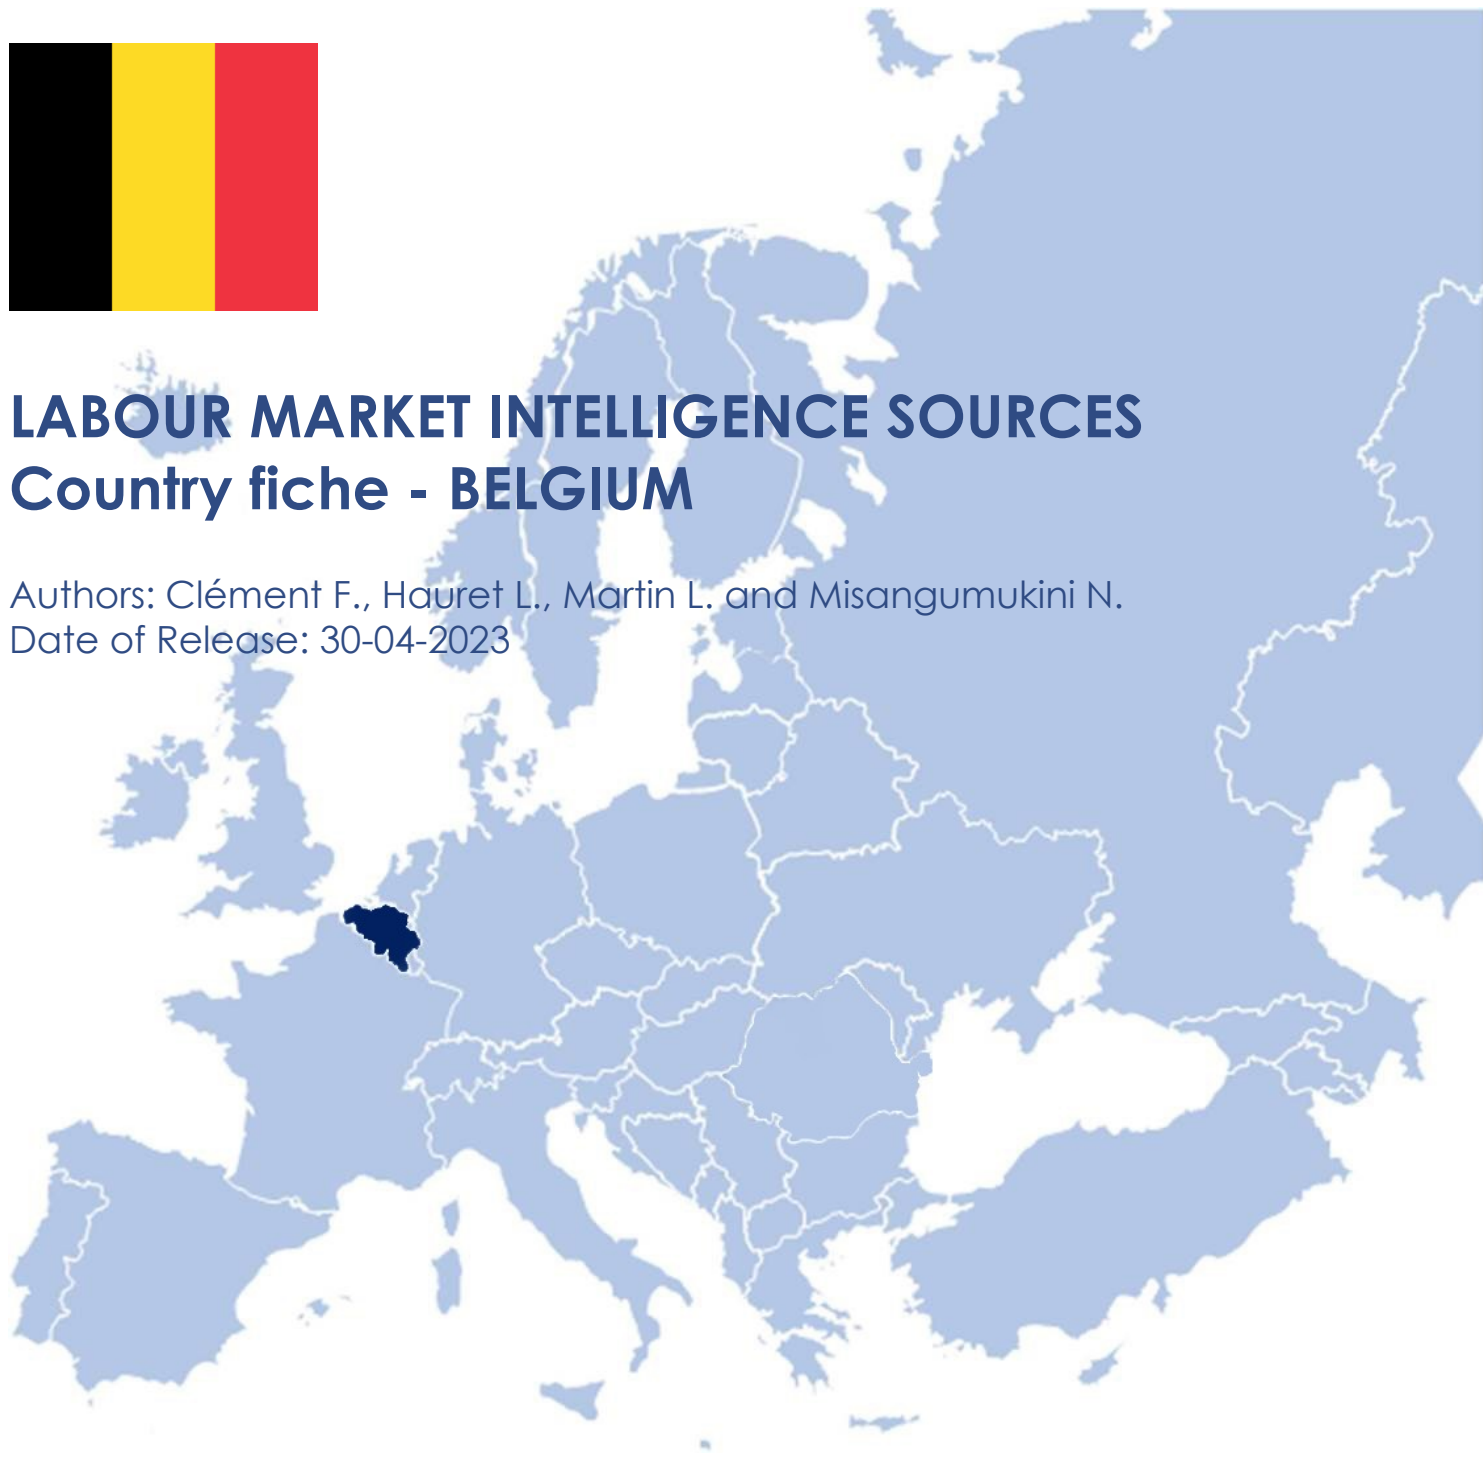 LABOUR MARKET INTELLIGENCE SOURCES
Country fiche - BELGIUM
Authors: Clément F., Hauret L., Martin L. and Misangumukini N.
Date of Release: 30-04-2023